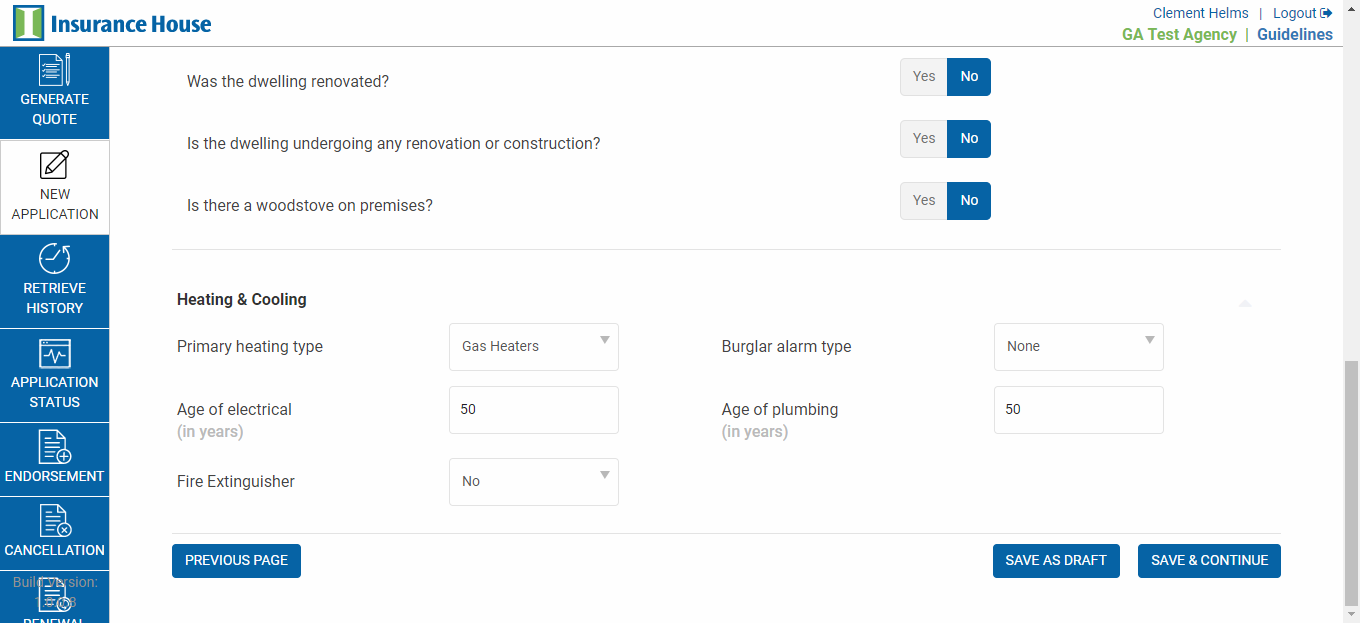 Insurance House
Clement Helms | Logout
GA Test Agency | Guidelines
GENERATE
QUOTE
NEW
APPLICATION
RETRIEVE
HISTORY
APPLICATION
STATUS
ENDORSEMENT
CANCELLATION
Build Version:
RENEWAL
Was the dwelling renovated?
Yes No
Is the dwelling undergoing any renovation or construction?
Yes No
Is there a woodstove on premises?
Yes No
Heating & Cooling
Primary heating type
Gas Heaters
Burglar alarm type
None
Age of electrical
(in years)
50
Age of plumbing
(in years)
50
Fire Extinguisher
No
PREVIOUS PAGE
SAVE AS DRAFT
SAVE & CONTINUE